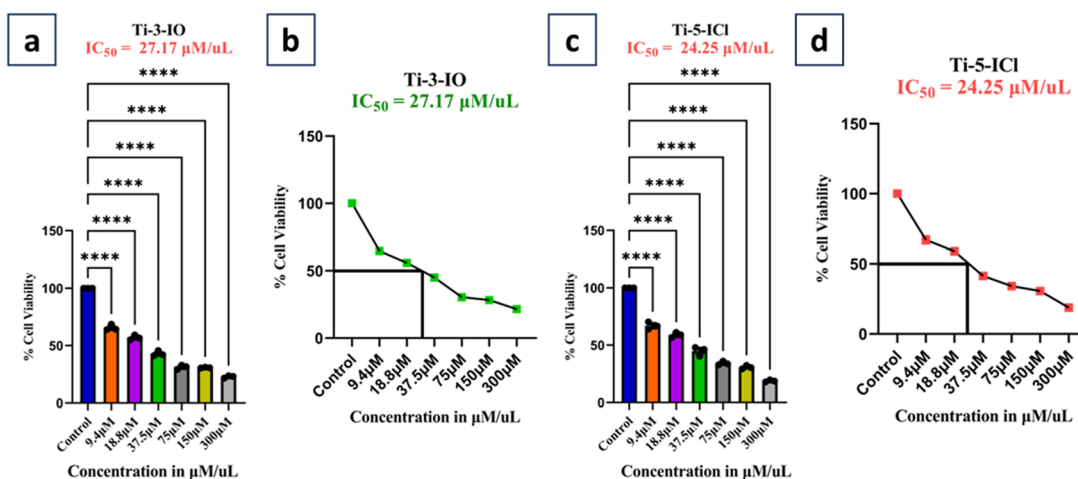 a
Ti-3-IO
IC50 = 27.17 µM/uL
****
****
****
****
****
****
150
100
50
0
% Cell Viability
Control
9.4µM
18.8µM
37.5µM
75µM
150µM
300µM
Concentration in µM/uL
b
Ti-3-IO
IC50 = 27.17 µM/uL
150
100
50
0
% Cell Viability
Control
9.4µM
18.8µM
37.5µM
75µM
150µM
300µM
Concentration in µM/uL
c
Ti-5-ICl
IC50 = 24.25 µM/uL
****
****
****
****
****
****
150
100
50
0
% Cell Viability
Control
9.4µM
18.8µM
37.5µM
75µM
150µM
300µM
Concentration in µM/uL
d
Ti-5-ICl
IC50 = 24.25 µM/uL
150
100
50
0
% Cell Viability
Control
9.4µM
18.8µM
37.5µM
75µM
150µM
300µM
Concentration in µM/uL